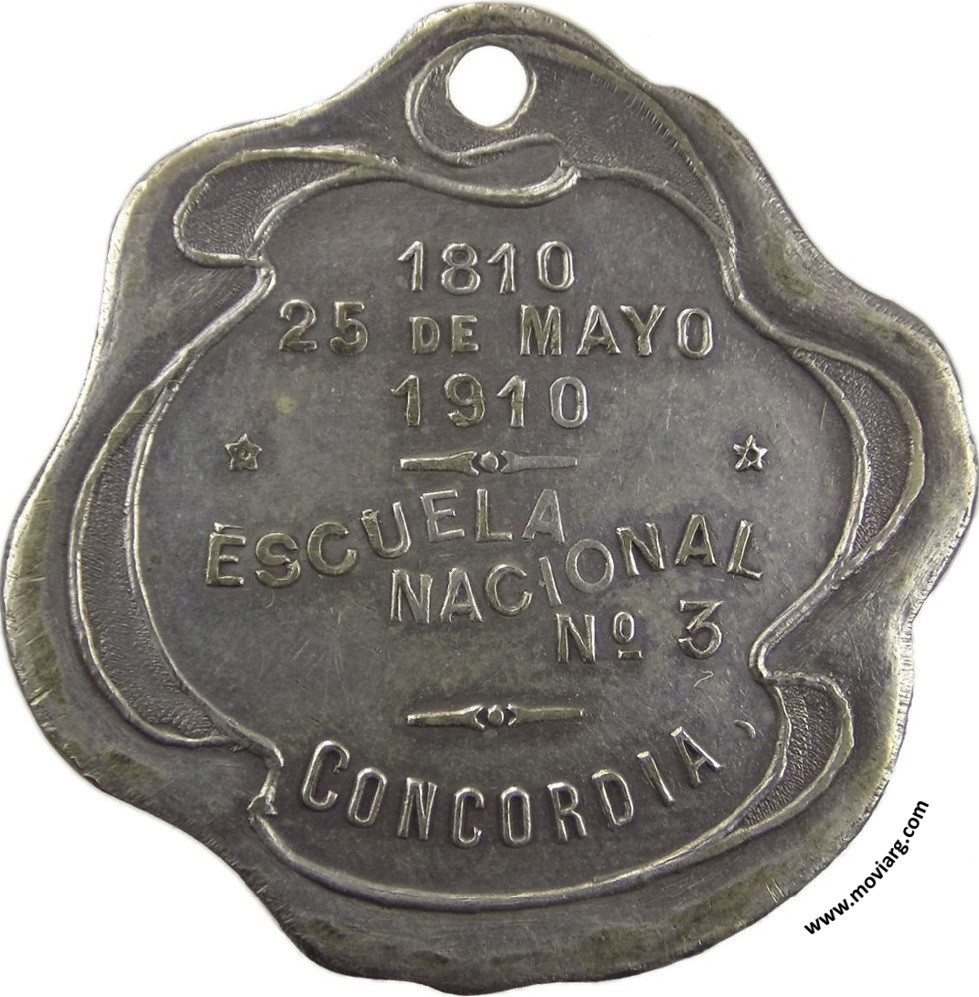 1810
25 DE MAYO
1910
ESCUELA
NACIONAL
Nº 3
CONCORDIA
www.moviarg.com